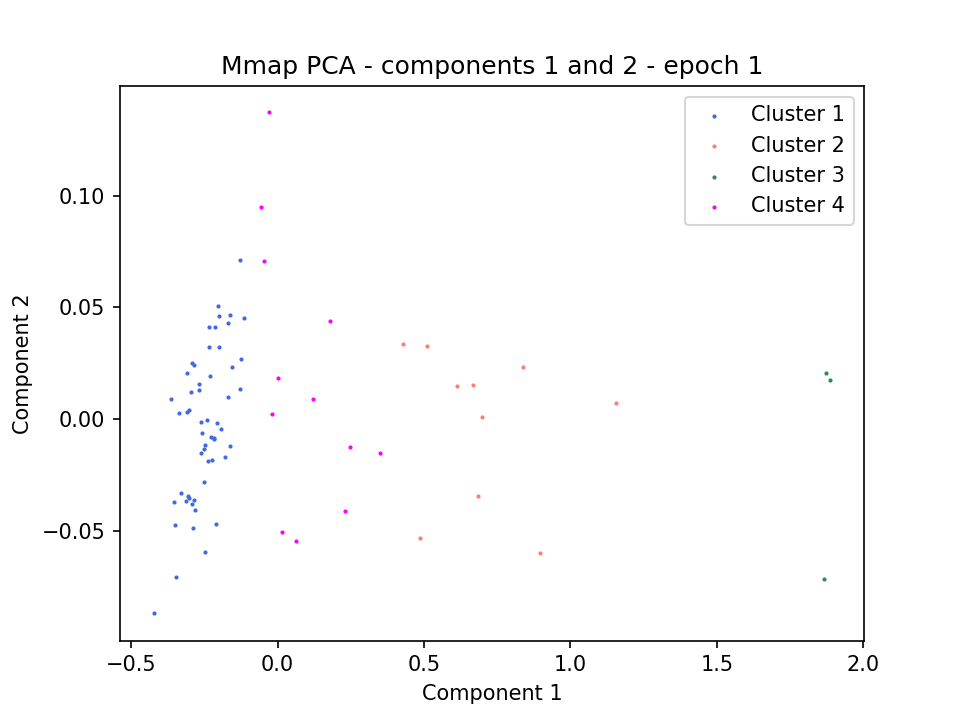 Mmap PCA - components 1 and 2 - epoch 1
Cluster 1
Cluster 2
Cluster 3
Cluster 4
0.10
0.05
0.00
−0.05
Component 2
−0.5 0.0 0.5 1.0 1.5 2.0
Component 1